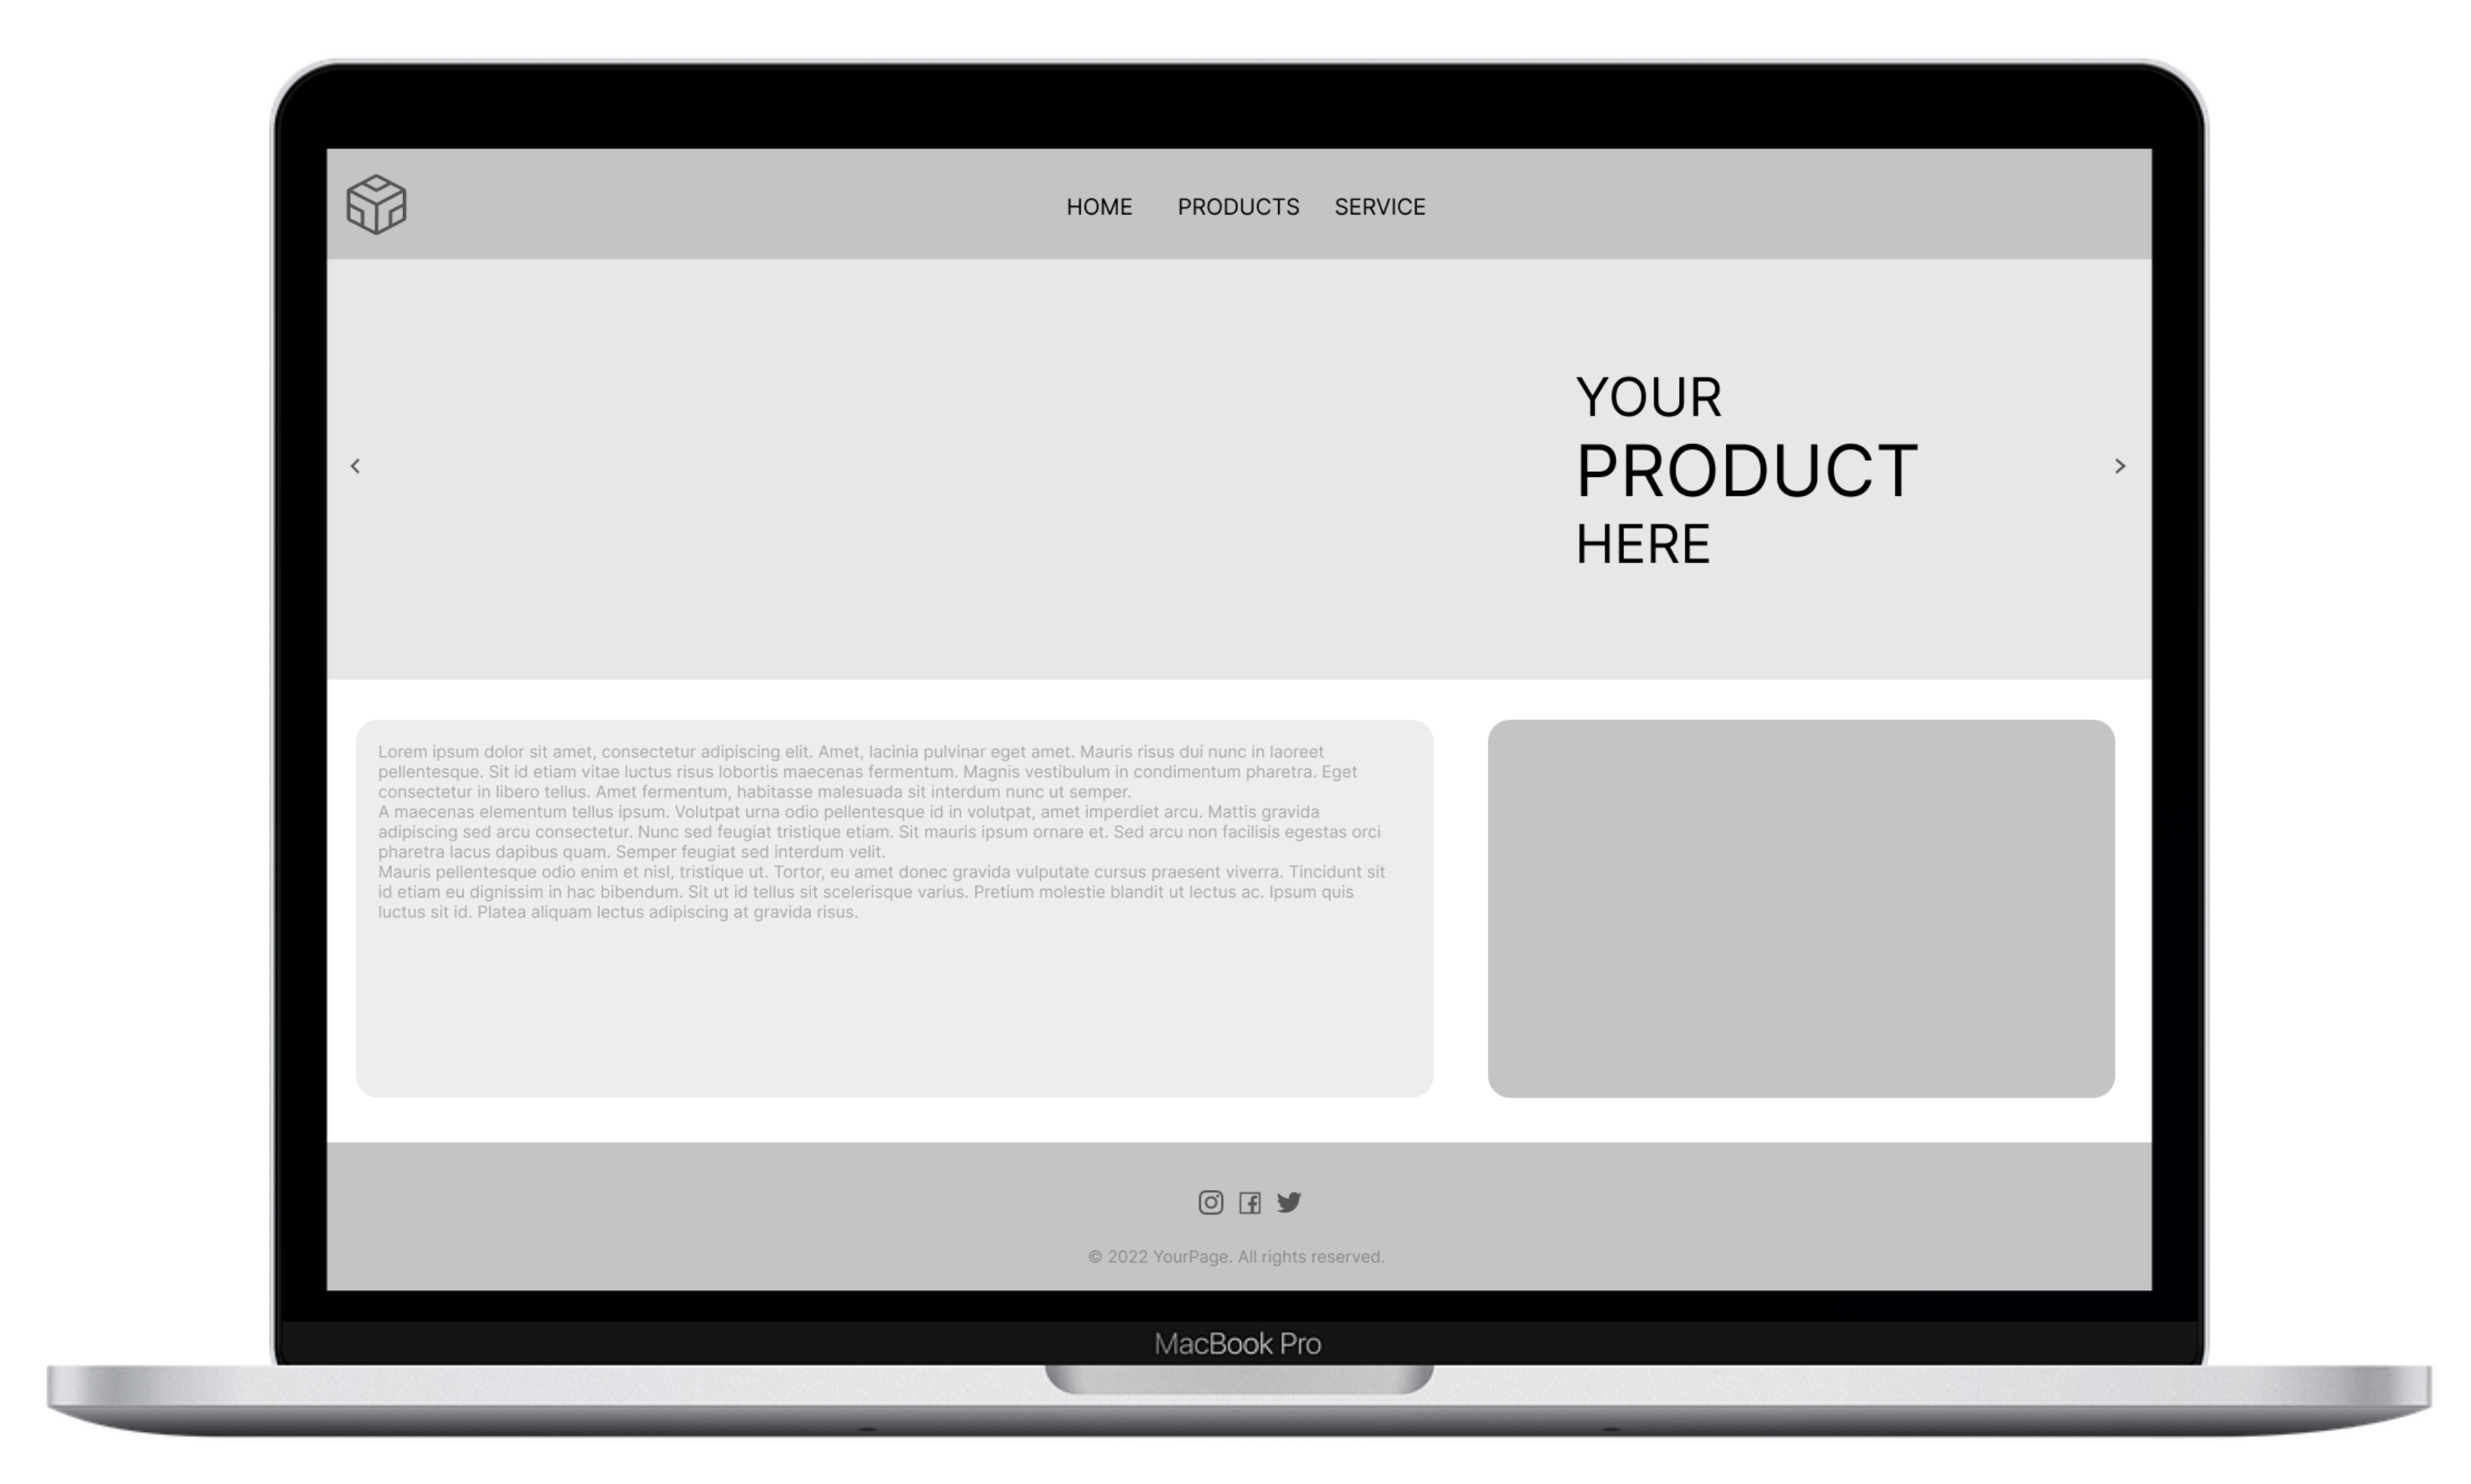 HOME PRODUCTS SERVICE
YOUR
PRODUCT
HERE
Lorem ipsum dolor sit amet, consectetur adipiscing elit. Amet, lacinia pulvinar eget amet. Mauris risus dui nunc in laoreet
pellentesque. Sit id etiam vitae luctus risus lobortis maecenas fermentum. Magnis vestibulum in condimentum pharetra. Eget
consectetur in libero tellus. Amet fermentum, habitasse malesuada sit interdum nunc ut semper.
A maecenas elementum tellus ipsum. Volutpat urna odio pellentesque id in volutpat, amet imperdiet arcu. Mattis gravida
adipiscing sed arcu consectetur. Nunc sed feugiat tristique etiam. Sit mauris ipsum ornare et. Sed arcu non facilisis egestas orci
pharetra lacus dapibus quam. Semper feugiat sed interdum velit.
Mauris pellentesque odio enim et nisl, tristique ut. Tortor, eu amet donec gravida vulputate cursus praesent viverra. Tincidunt sit
id etiam eu dignissim in hac bibendum. Sit ut id tellus sit scelerisque varius. Pretium molestie blandit ut lectus ac. Ipsum quis
luctus sit id. Platea aliquam lectus adipiscing at gravida risus.
© 2022 YourPage. All rights reserved.
MacBook Pro